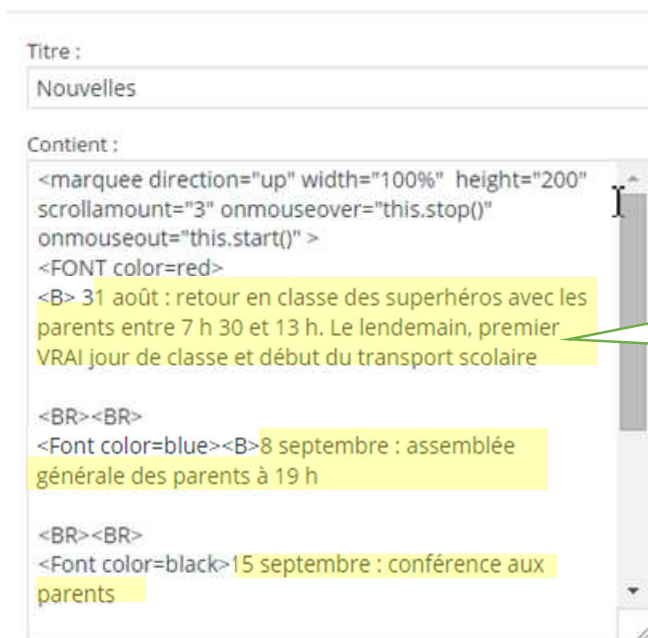 Titre :
Nouvelles
Contient :
<marquee direction="up" width="100%" height="200"
scrollamount="3" onmouseover="this.stop()"
onmouseout="this.start()" >
<FONT color=red>
<B> 31 août : retour en classe des superhéros avec les
parents entre 7 h 30 et 13 h. Le lendemain, premier
VRAI jour de classe et début du transport scolaire
<BR><BR>
<Font color=blue><B>8 septembre : assemblée
générale des parents à 19 h
<BR><BR>
<Font color=black>15 septembre : conférence aux
parents